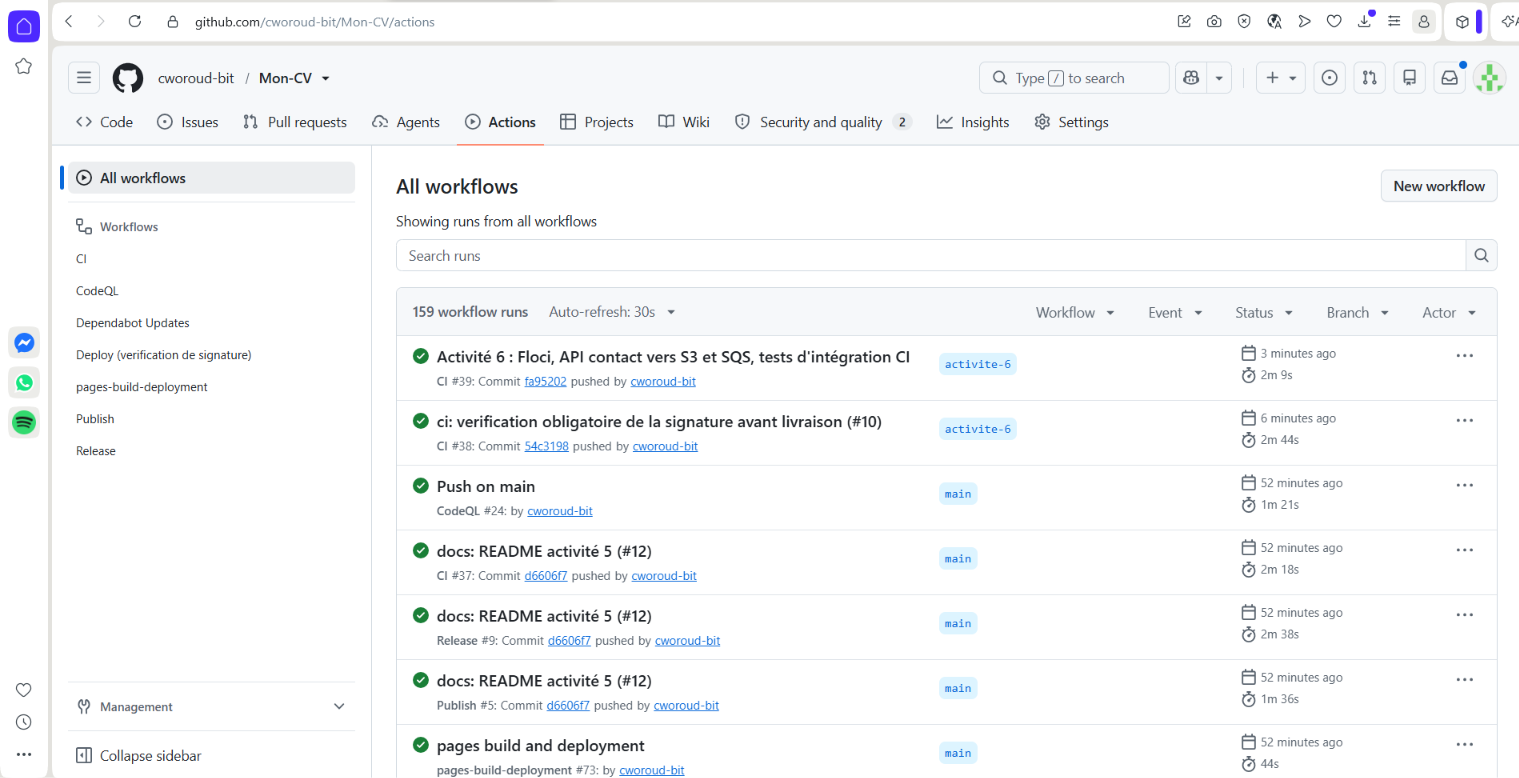 github.com/cworoud-bit/Mon-CV/actions
cworoud-bit / Mon-CV
Type / to search
Code Issues Pull requests Agents Actions Projects Wiki Security and quality 2 Insights Settings
All workflows
Workflows
CI
CodeQL
Dependabot Updates
Deploy (verification de signature)
pages-build-deployment
Publish
Release
Management
Collapse sidebar
All workflows
New workflow
Showing runs from all workflows
Search runs
159 workflow runs Auto-refresh: 30s Workflow Event Status Branch Actor
Activité 6 : Floci, API contact vers S3 et SQS, tests d'intégration CI
CI #39: Commit fa95202 pushed by cworoud-bit
activite-6
3 minutes ago
2m 9s
ci: verification obligatoire de la signature avant livraison (#10)
CI #38: Commit 54c3198 pushed by cworoud-bit
activite-6
6 minutes ago
2m 44s
Push on main
CodeQL #24: by cworoud-bit
main
52 minutes ago
1m 21s
docs: README activité 5 (#12)
CI #37: Commit d6606f7 pushed by cworoud-bit
main
52 minutes ago
2m 18s
docs: README activité 5 (#12)
Release #9: Commit d6606f7 pushed by cworoud-bit
main
52 minutes ago
2m 38s
docs: README activité 5 (#12)
Publish #5: Commit d6606f7 pushed by cworoud-bit
main
52 minutes ago
1m 36s
pages build and deployment
pages-build-deployment #73: by cworoud-bit
main
52 minutes ago
44s